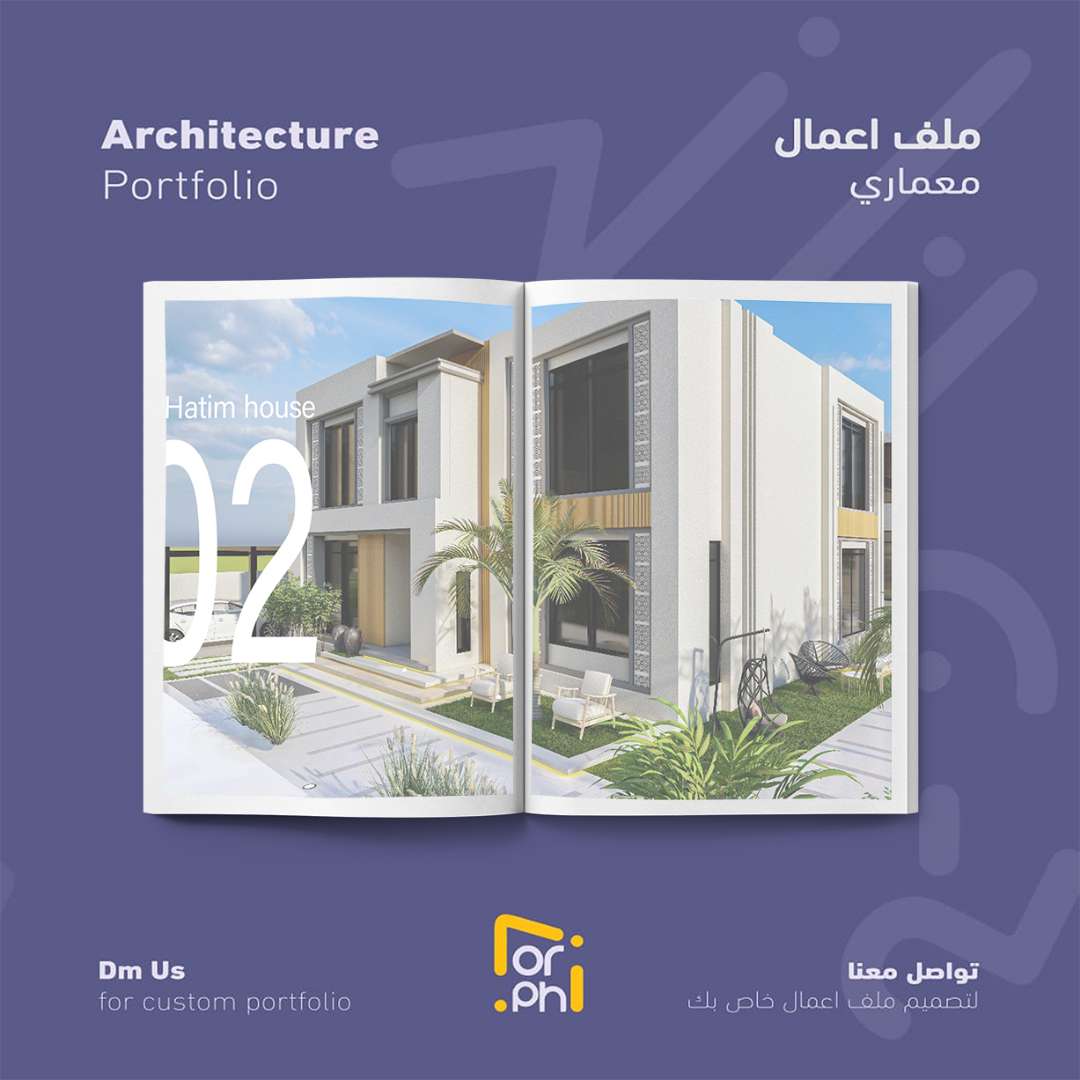 Architecture
Portfolio
ملف اعمال
معماري
Hatim house
02
Dm Us
for custom portfolio
or
ph
تواصل معنا
لتصميم ملف اعمال خاص بك